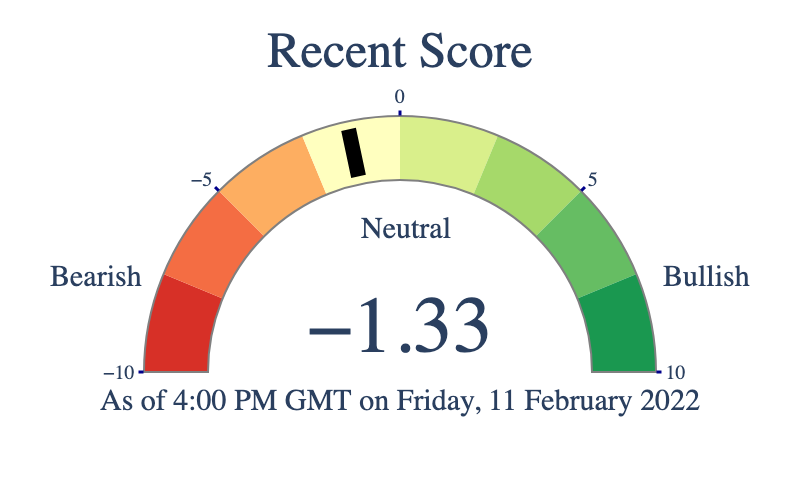 Recent Score
0
−5
5
Neutral
Bearish
Bullish
−1.33
−10
10
As of 4:00 PM GMT on Friday, 11 February 2022